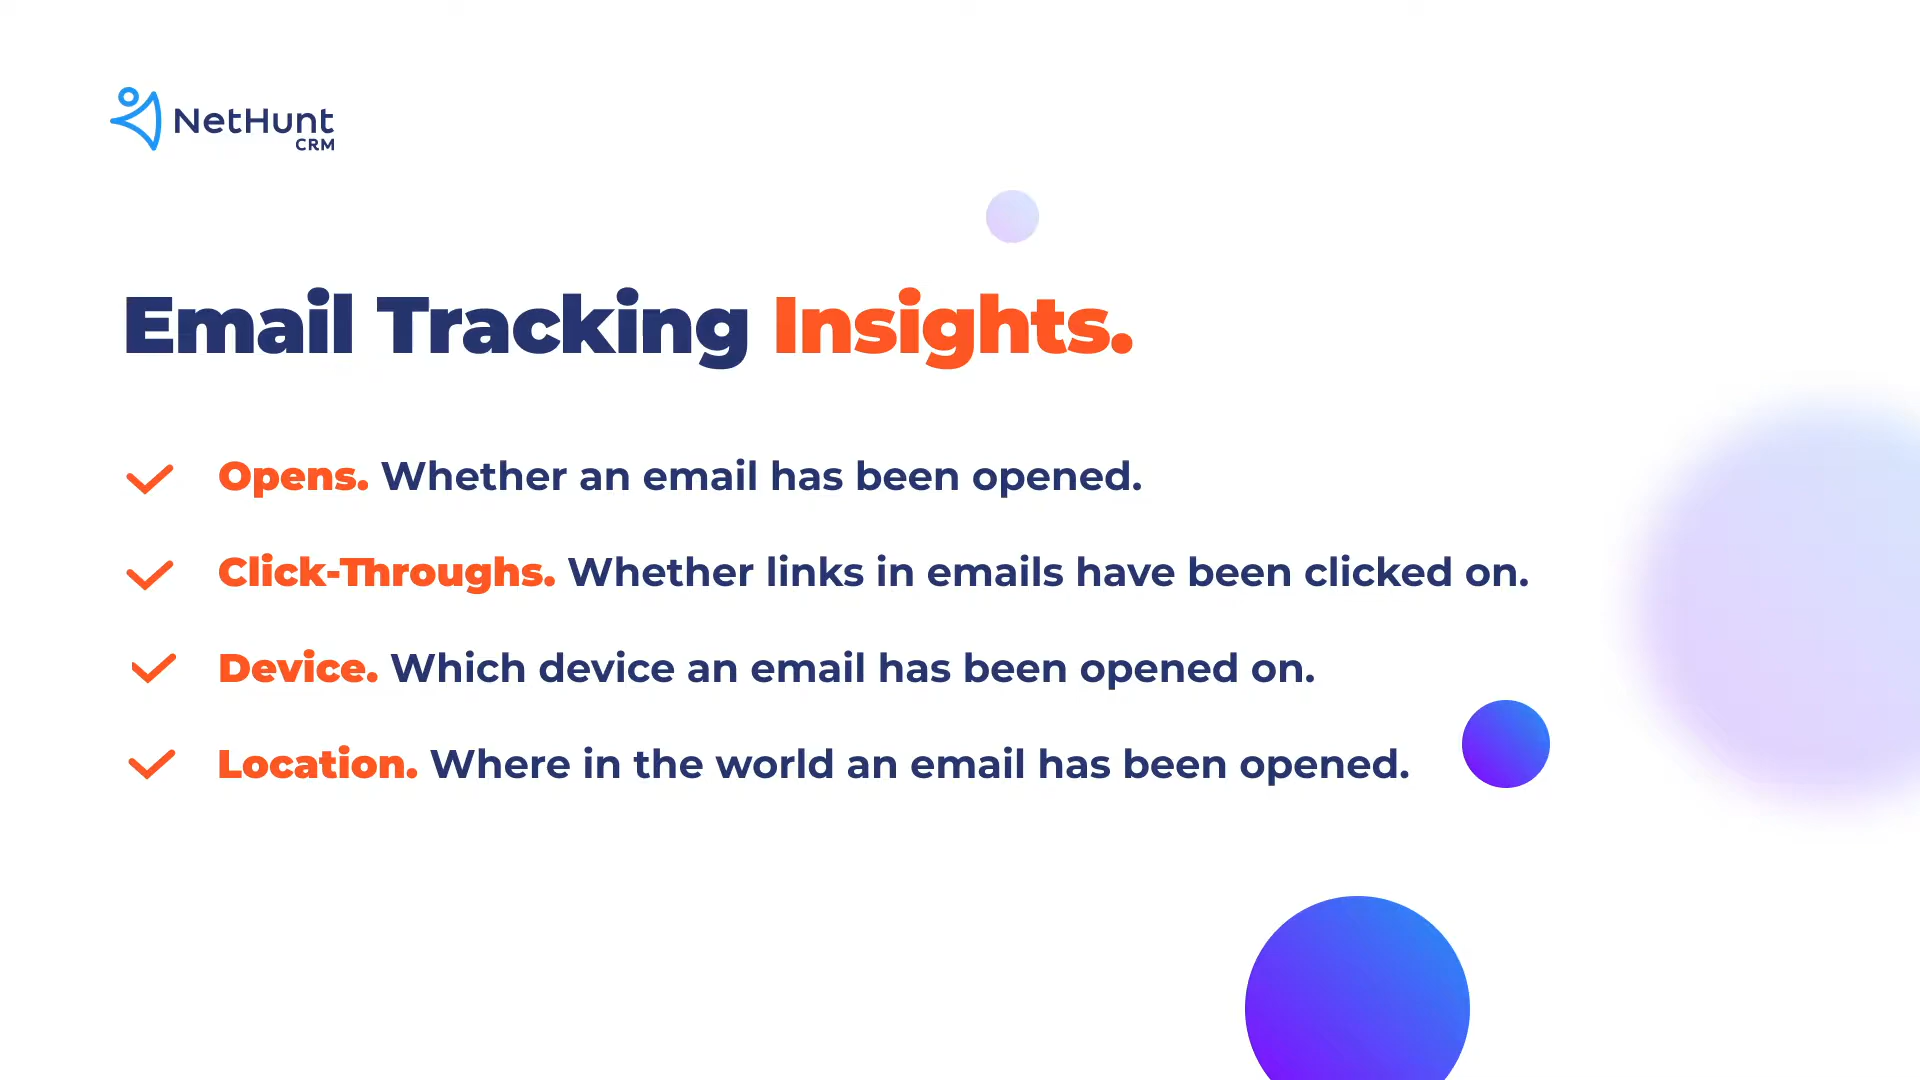 NetHunt
CRM
Email Tracking Insights.
Opens. Whether an email has been opened.
Click-Throughs. Whether links in emails have been clicked on.
Device. Which device an email has been opened on.
Location. Where in the world an email has been opened.